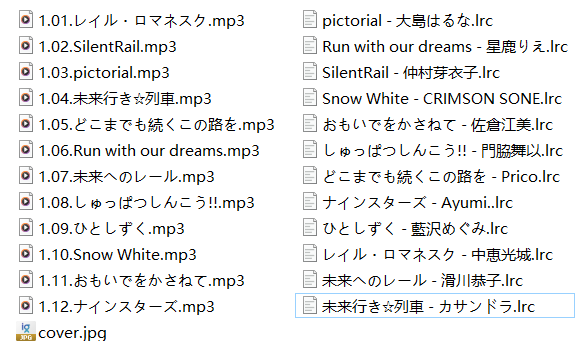 1.01.レイル・ロマネスク.mp3
1.02.SilentRail.mp3
1.03.pictorial.mp3
1.04.未来行き☆列車.mp3
1.05.どこまでも続くこの路を.mp3
1.06.Run with our dreams.mp3
1.07.未来へのレール.mp3
1.08.しゅっぱつしんこう!!.mp3
1.09.ひとしずく.mp3
1.10.Snow White.mp3
1.11.おもいでをかさねて.mp3
1.12.ナインスターズ.mp3
cover.jpg
pictorial - 大島はるな.lrc
Run with our dreams - 星鹿りえ.lrc
SilentRail - 仲村芽衣子.lrc
Snow White - CRIMSON SONE.lrc
おもいでをかさねて - 佐倉江美.lrc
しゅっぱつしんこう!! - 門脇舞以.lrc
どこまでも続くこの路を - Prico.lrc
ナインスターズ - Ayumi..lrc
ひとしずく - 藍沢めぐみ.lrc
レイル・ロマネスク - 中恵光城.lrc
未来へのレール - 滑川恭子.lrc
未来行き☆列車 - カサンドラ.lrc